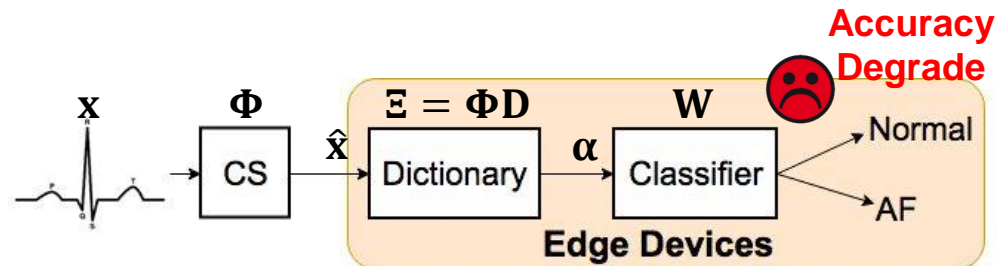 Accuracy
Degrade
x
Φ
Ξ = ΦD
W
R
P
T
Q
S
CS
x̂
Dictionary
α
Classifier
Normal
AF
Edge Devices